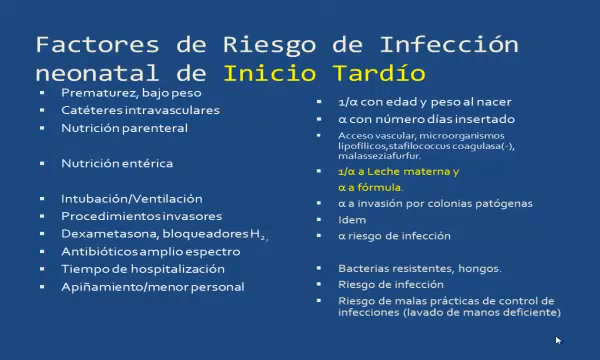 Factores de Riesgo de Infección
neonatal de Inicio Tardío
▪ Prematurez, bajo peso
▪ Catéteres intravasculares
▪ Nutrición parenteral
▪ Nutrición entérica
▪ Intubación/Ventilación
▪ Procedimientos invasores
▪ Dexametasona, bloqueadores H2,
▪ Antibióticos amplio espectro
▪ Tiempo de hospitalización
▪ Apiñamiento/menor personal
▪ 1/α con edad y peso al nacer
▪ α con número días insertado
▪ Acceso vascular, microorganismos
lipofílicos,stafilococcus coagulasa(-),
malasseziafurfur.
▪ 1/α a Leche materna y
▪ α a fórmula.
▪ α a invasión por colonias patógenas
▪ Idem
▪ α riesgo de infección
▪ Bacterias resistentes, hongos.
▪ Riesgo de infección
▪ Riesgo de malas prácticas de control de
infecciones (lavado de manos deficiente)